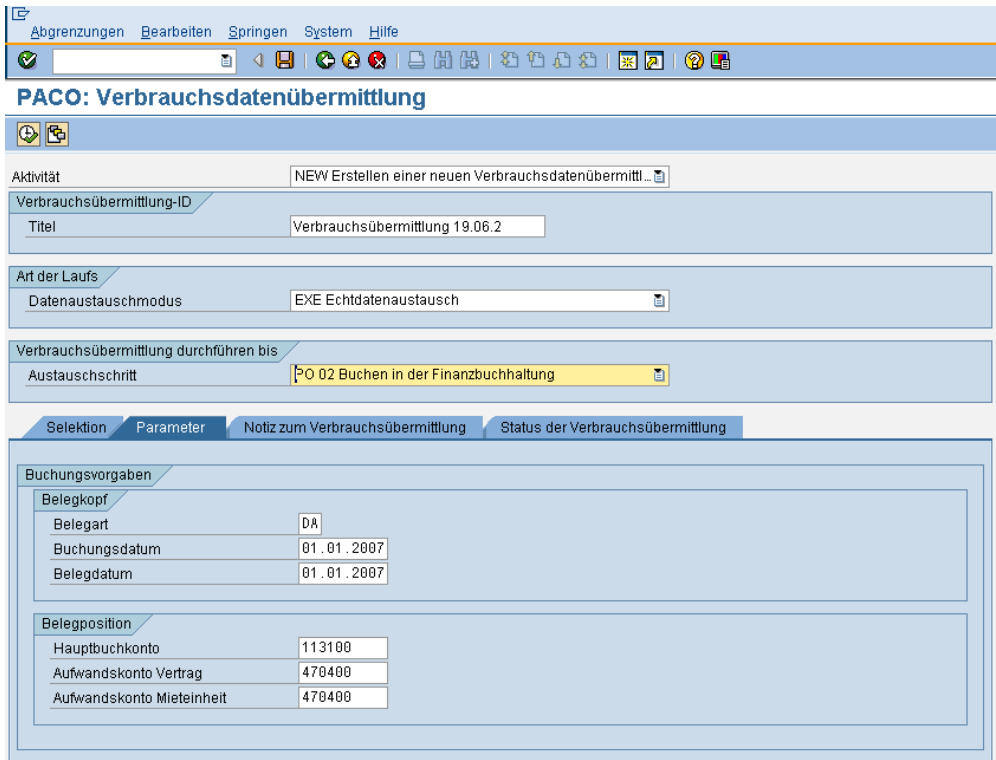 Abgrenzungen Bearbeiten Springen System Hilfe
PACO: Verbrauchsdatenübermittlung
Aktivität NEW Erstellen einer neuen Verbrauchsdatenübermittl...
Verbrauchsübermittlung-ID
Titel Verbrauchsübermittlung 19.06.2
Art der Laufs
Datenaustauschmodus EXE Echtdatenaustausch
Verbrauchsübermittlung durchführen bis
Austauschschritt PO 02 Buchen in der Finanzbuchhaltung
Selektion Parameter Notiz zum Verbrauchsübermittlung Status der Verbrauchsübermittlung
Buchungsvorgaben
Belegkopf
Belegart DA
Buchungsdatum 01.01.2007
Belegdatum 01.01.2007
Belegposition
Hauptbuchkonto 113100
Aufwandskonto Vertrag 470400
Aufwandskonto Mieteinheit 470400